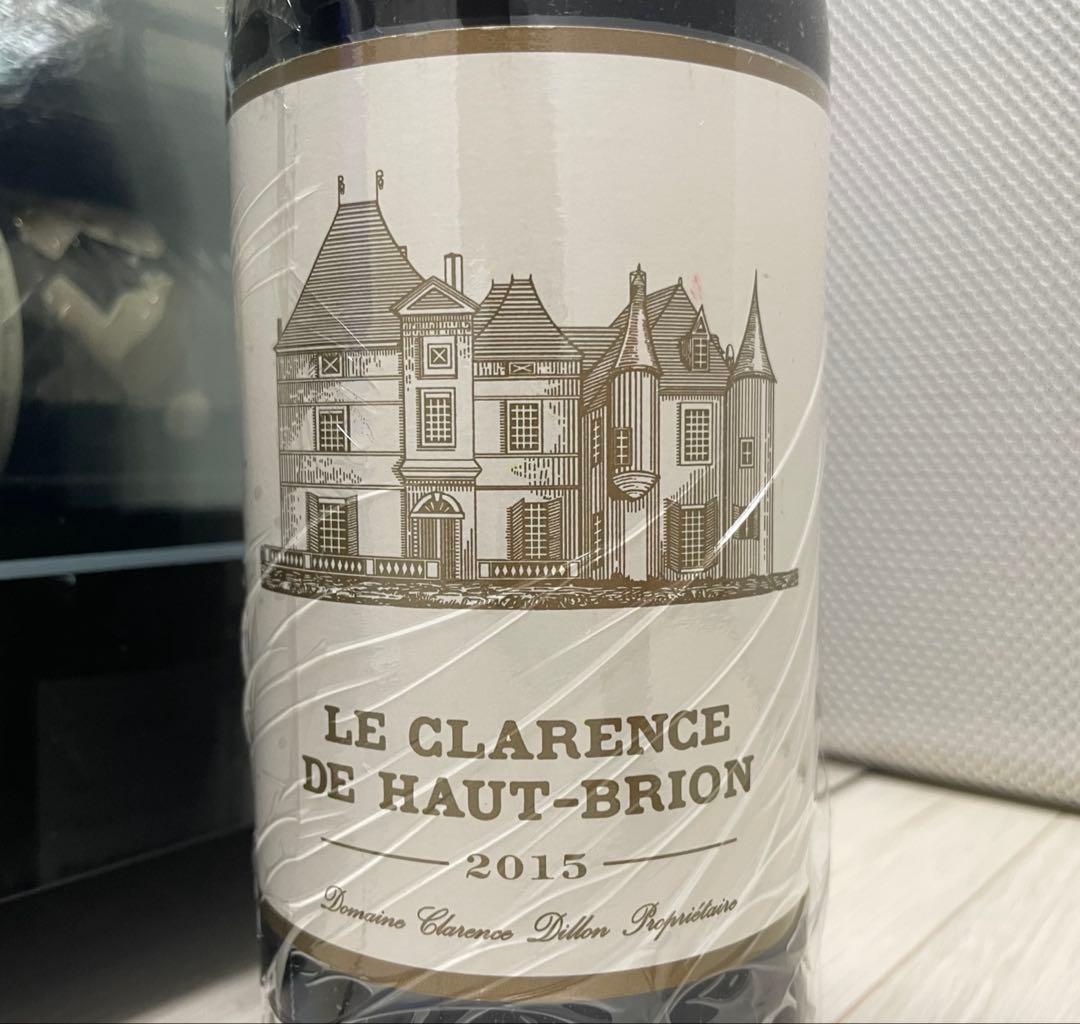 LE CLARENCE
DE HAUT-BRION
2015
Domaine Clarence Dillon Propriétaire